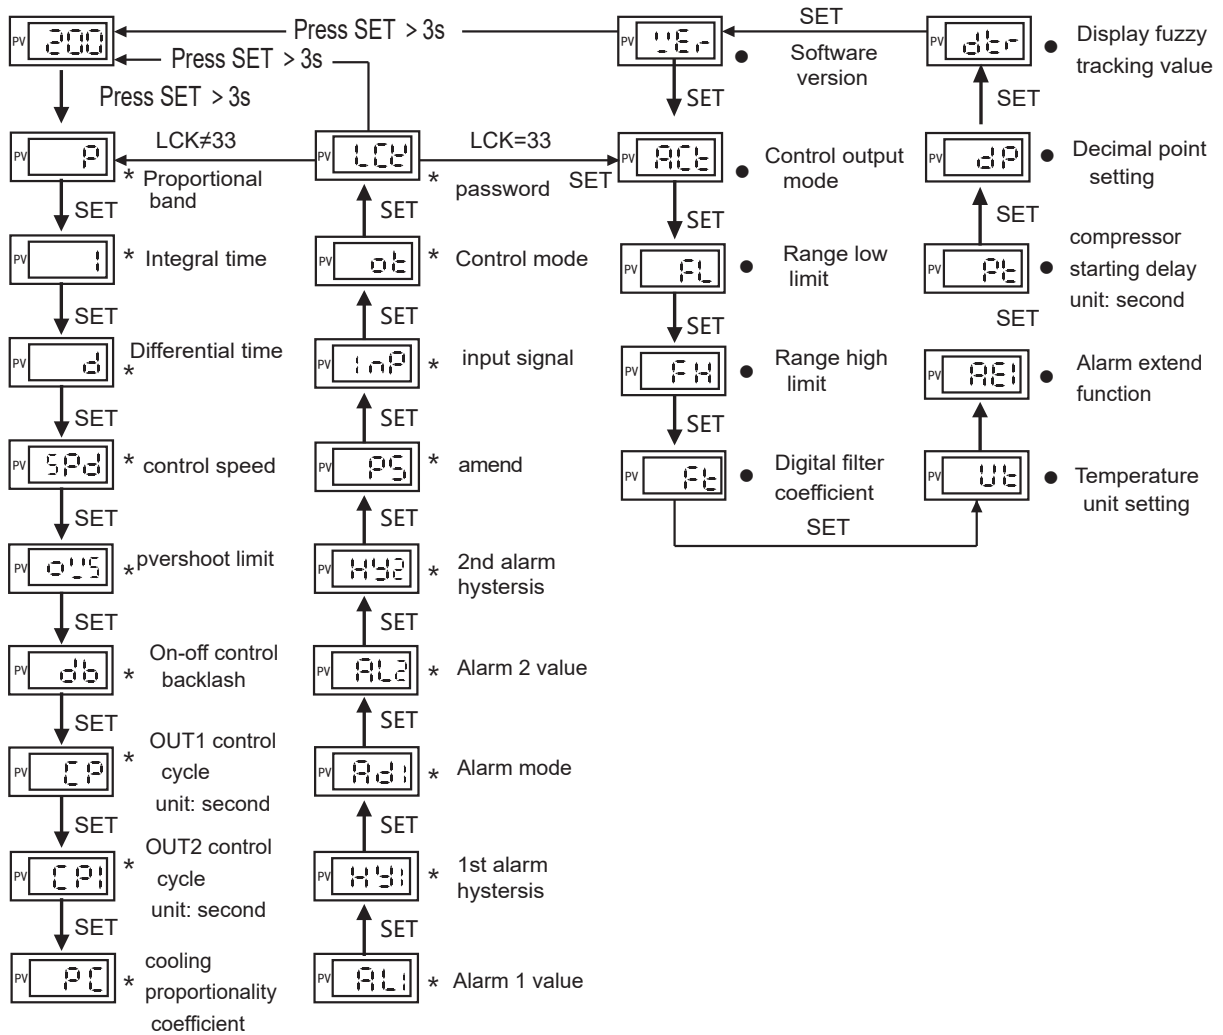 PV 200
Press SET > 3s
Press SET > 3s
Press SET > 3s
PV P
* Proportional
band
SET
PV I
* Integral time
SET
PV d
Differential time
*
SET
PV SPd
* control speed
SET
PV oVS
* pvershoot limit
SET
PV db
* On-off control
backlash
SET
PV CP
* OUT1 control
cycle
unit: second
SET
PV CP1
* OUT2 control
cycle
unit: second
SET
PV PC
* cooling
proportionality
coefficient
LCK≠33
PV LCK
* password
LCK=33
SET
SET
PV ot
* Control mode
SET
PV InP
* input signal
SET
PV PS
* amend
SET
PV HY2
* 2nd alarm
hystersis
SET
PV AL2
* Alarm 2 value
SET
PV Ad1
* Alarm mode
SET
PV HY1
* 1st alarm
hystersis
SET
PV AL1
* Alarm 1 value
PV VEr
● Software
version
SET
PV ACt
● Control output
mode
SET
PV FL
● Range low
limit
SET
PV FH
● Range high
limit
SET
PV Ft
● Digital filter
coefficient
SET
SET
PV dtr
● Display fuzzy
tracking value
SET
PV dP
● Decimal point
setting
SET
PV Pt
● compressor
starting delay
unit: second
SET
PV AE1
● Alarm extend
function
PV Ut
● Temperature
unit setting